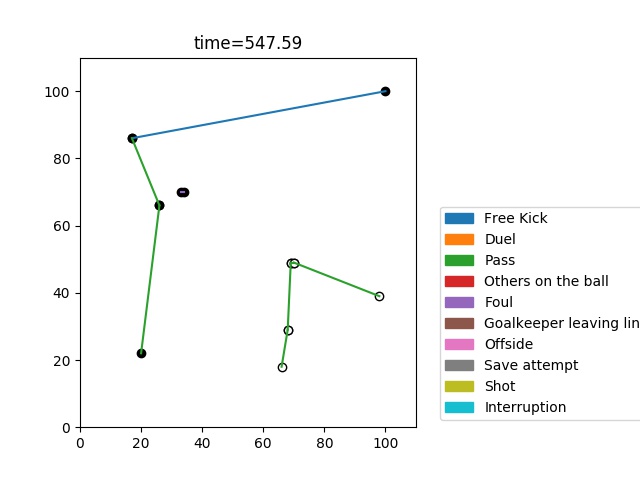 time=547.59
100
80
60
40
20
0
0 20 40 60 80 100
Free Kick
Duel
Pass
Others on the ball
Foul
Goalkeeper leaving lin
Offside
Save attempt
Shot
Interruption